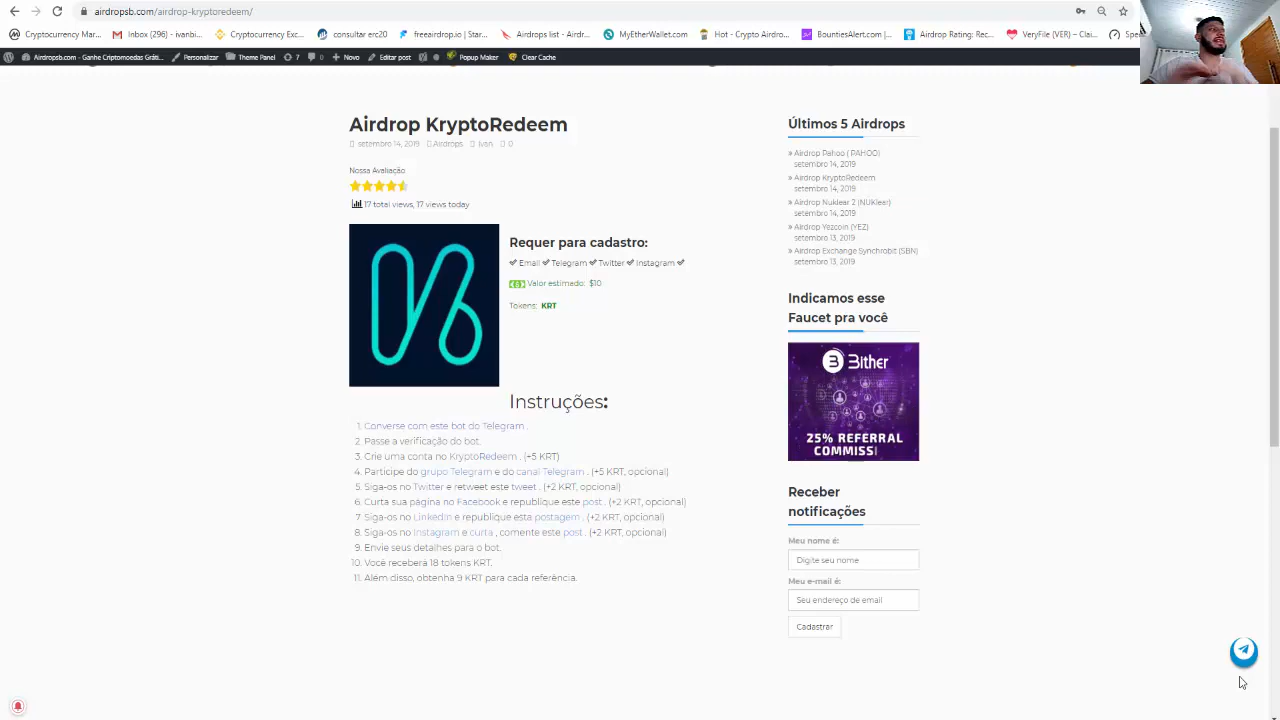 airdropsb.com/airdrop-kryptoredeem/
Cryptocurrency Mar...
Inbox (296) - ivanbi...
Cryptocurrency Exc...
consultar erc20
freeairdrop.io | Star...
Airdrops list - Airdr...
MyEtherWallet.com
Hot - Crypto Airdro...
BountiesAlert.com |...
Airdrop Rating: Rec...
VeryFile (VER) – Clai...
Spe
Airdropsb.com - Ganhe Criptomoedas Gráti...
Personalizar
Theme Panel
7
0
Novo
Editar post
Popup Maker
Clear Cache
Airdrop KryptoRedeem
setembro 14, 2019 Airdrops Ivan 0
Nossa Avaliação
17 total views, 17 views today
Requer para cadastro:
Email Telegram Twitter Instagram
Valor estimado: $10
Tokens: KRT
Instruções:
1. Converse com este bot do Telegram .
2. Passe a verificação do bot.
3. Crie uma conta no KryptoRedeem . (+5 KRT)
4. Participe do grupo Telegram e do canal Telegram . (+5 KRT, opcional)
5. Siga-os no Twitter e retweet este tweet . (+2 KRT, opcional)
6. Curta sua página no Facebook e republique este post . (+2 KRT, opcional)
7. Siga-os no LinkedIn e republique esta postagem . (+2 KRT, opcional)
8. Siga-os no Instagram e curta , comente este post . (+2 KRT, opcional)
9. Envie seus detalhes para o bot.
10. Você receberá 18 tokens KRT.
11. Além disso, obtenha 9 KRT para cada referência.
Últimos 5 Airdrops
» Airdrop Pahoo ( PAHOO)
setembro 14, 2019
» Airdrop KryptoRedeem
setembro 14, 2019
» Airdrop Nuklear 2 (NUKlear)
setembro 14, 2019
» Airdrop Yezcoin (YEZ)
setembro 13, 2019
» Airdrop Exchange Synchrobit (SBN)
setembro 13, 2019
Indicamos esse
Faucet pra você
Bither
25% REFERRAL
COMMISSI
Receber
notificações
Meu nome é:
Digite seu nome
Meu e-mail é:
Seu endereço de email
Cadastrar